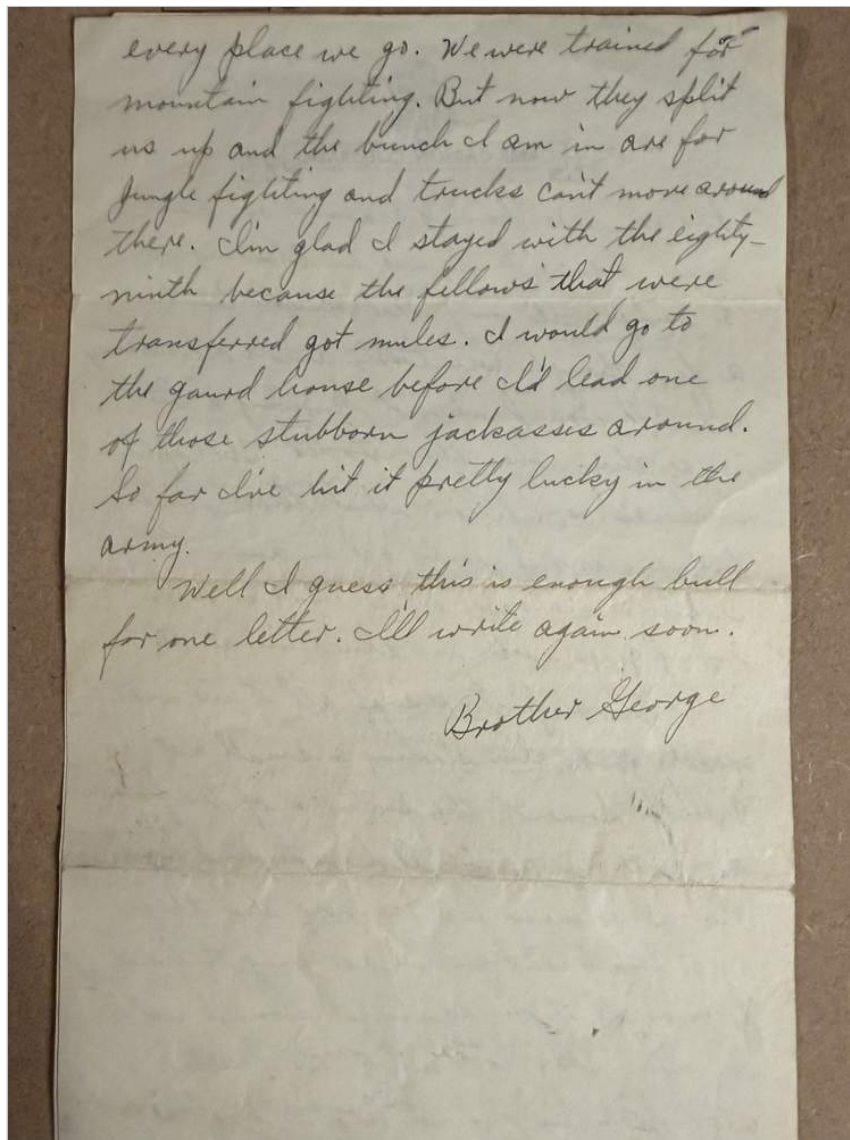 every place we go. We were trained for
mountain fighting. But now they split
us up and the bunch I am in are for
jungle fighting and trucks can't move around
there. I'm glad I stayed with the eighty-
ninth because the fellows that were
transferred got mules. I would go to
the gaurd house before I'd lead one
of those stubborn jackasses around.
So far I've hit it pretty lucky in the
army.
Well I guess this is enough bull
for one letter. I'll write again soon.
Brother George